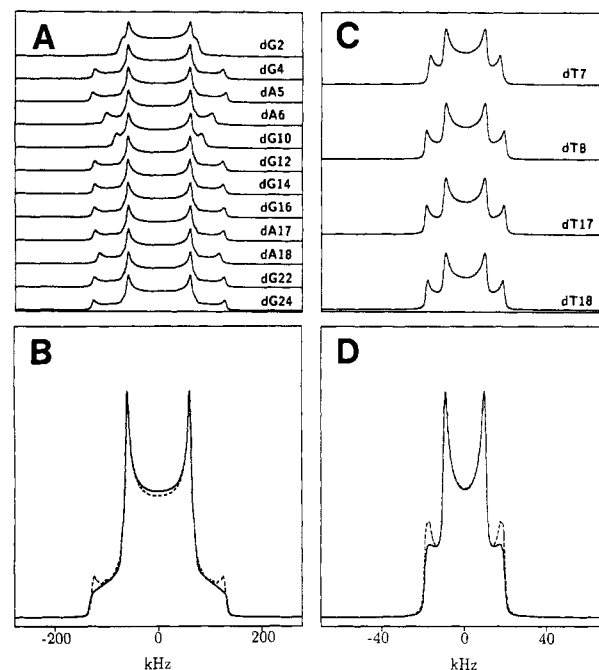 A
dG2
dG4
dA5
dA6
dG10
dG12
dG14
dG16
dA17
dA18
dG22
dG24
C
dT7
dT8
dT17
dT18
B
-200 0 200
kHz
D
-40 0 40
kHz